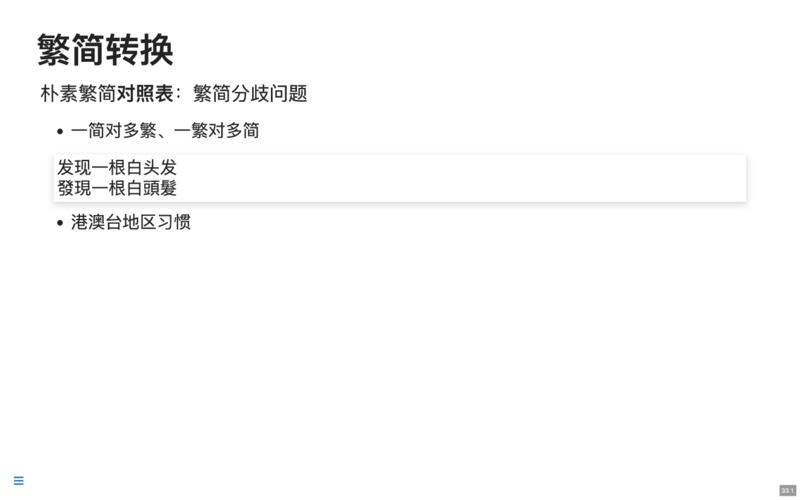 繁简转换
朴素繁简对照表：繁简分歧问题
• 一简对多繁、一繁对多简
发现一根白头发
發現一根白頭髮
• 港澳台地区习惯
33.1